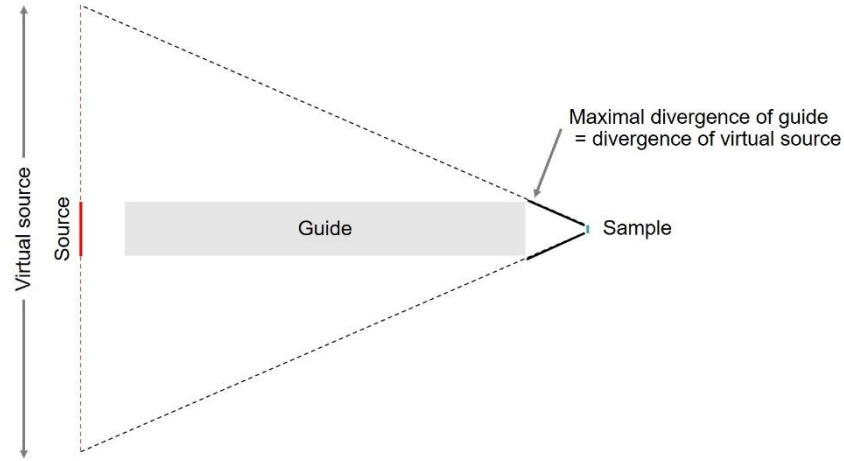 Virtual source
Source
Guide
Maximal divergence of guide
= divergence of virtual source
Sample